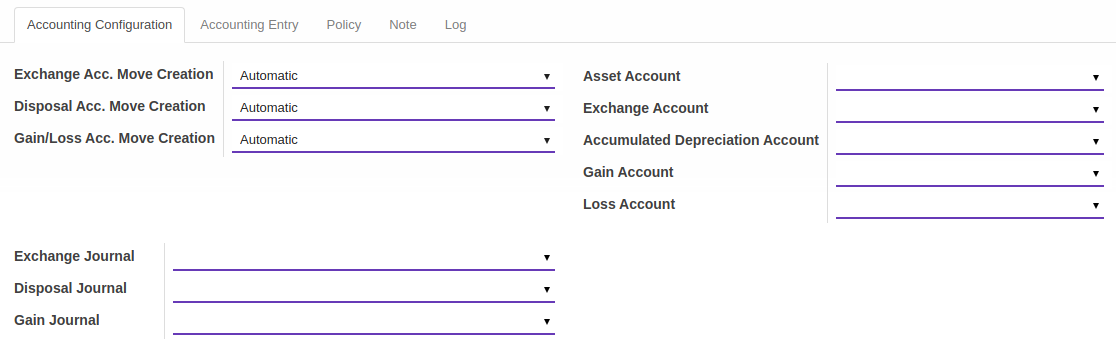 Accounting Configuration Accounting Entry Policy Note Log
Exchange Acc. Move Creation Automatic
Disposal Acc. Move Creation Automatic
Gain/Loss Acc. Move Creation Automatic
Asset Account
Exchange Account
Accumulated Depreciation Account
Gain Account
Loss Account
Exchange Journal
Disposal Journal
Gain Journal